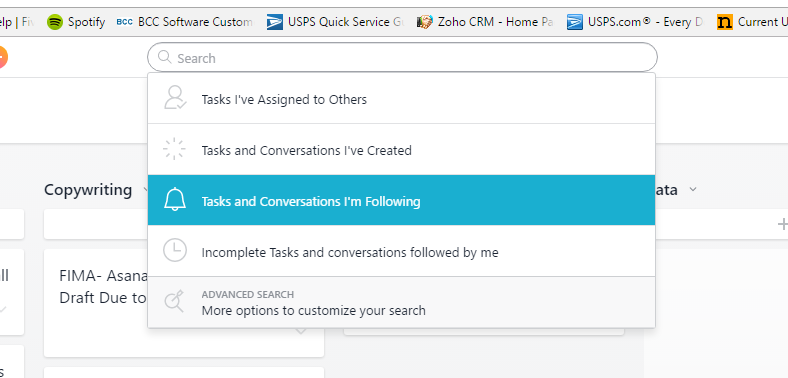 elp | Fi
Spotify
BCC BCC Software Custom
USPS Quick Service G
Zoho CRM - Home Pa
USPS.com® - Every D
n Current U
Search
Tasks I've Assigned to Others
Tasks and Conversations I've Created
Copywriting
Tasks and Conversations I'm Following
ata
Incomplete Tasks and conversations followed by me
ll
FIMA- Asana
Draft Due to
ADVANCED SEARCH
More options to customize your search
s